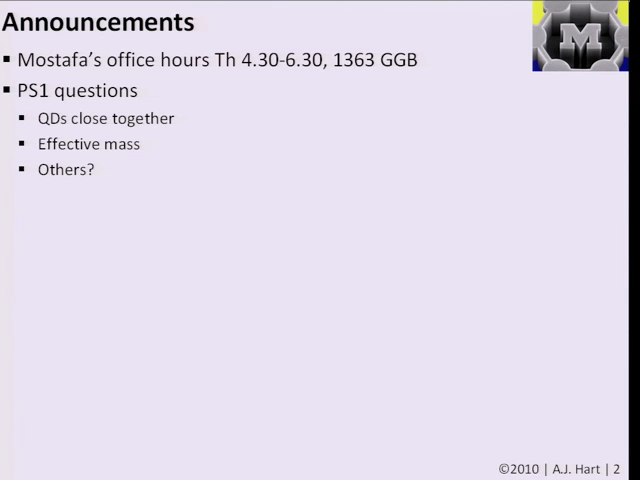 Announcements
▪ Mostafa's office hours Th 4.30-6.30, 1363 GGB
▪ PS1 questions
▪ QDs close together
▪ Effective mass
▪ Others?
M
©2010 | A.J. Hart | 2